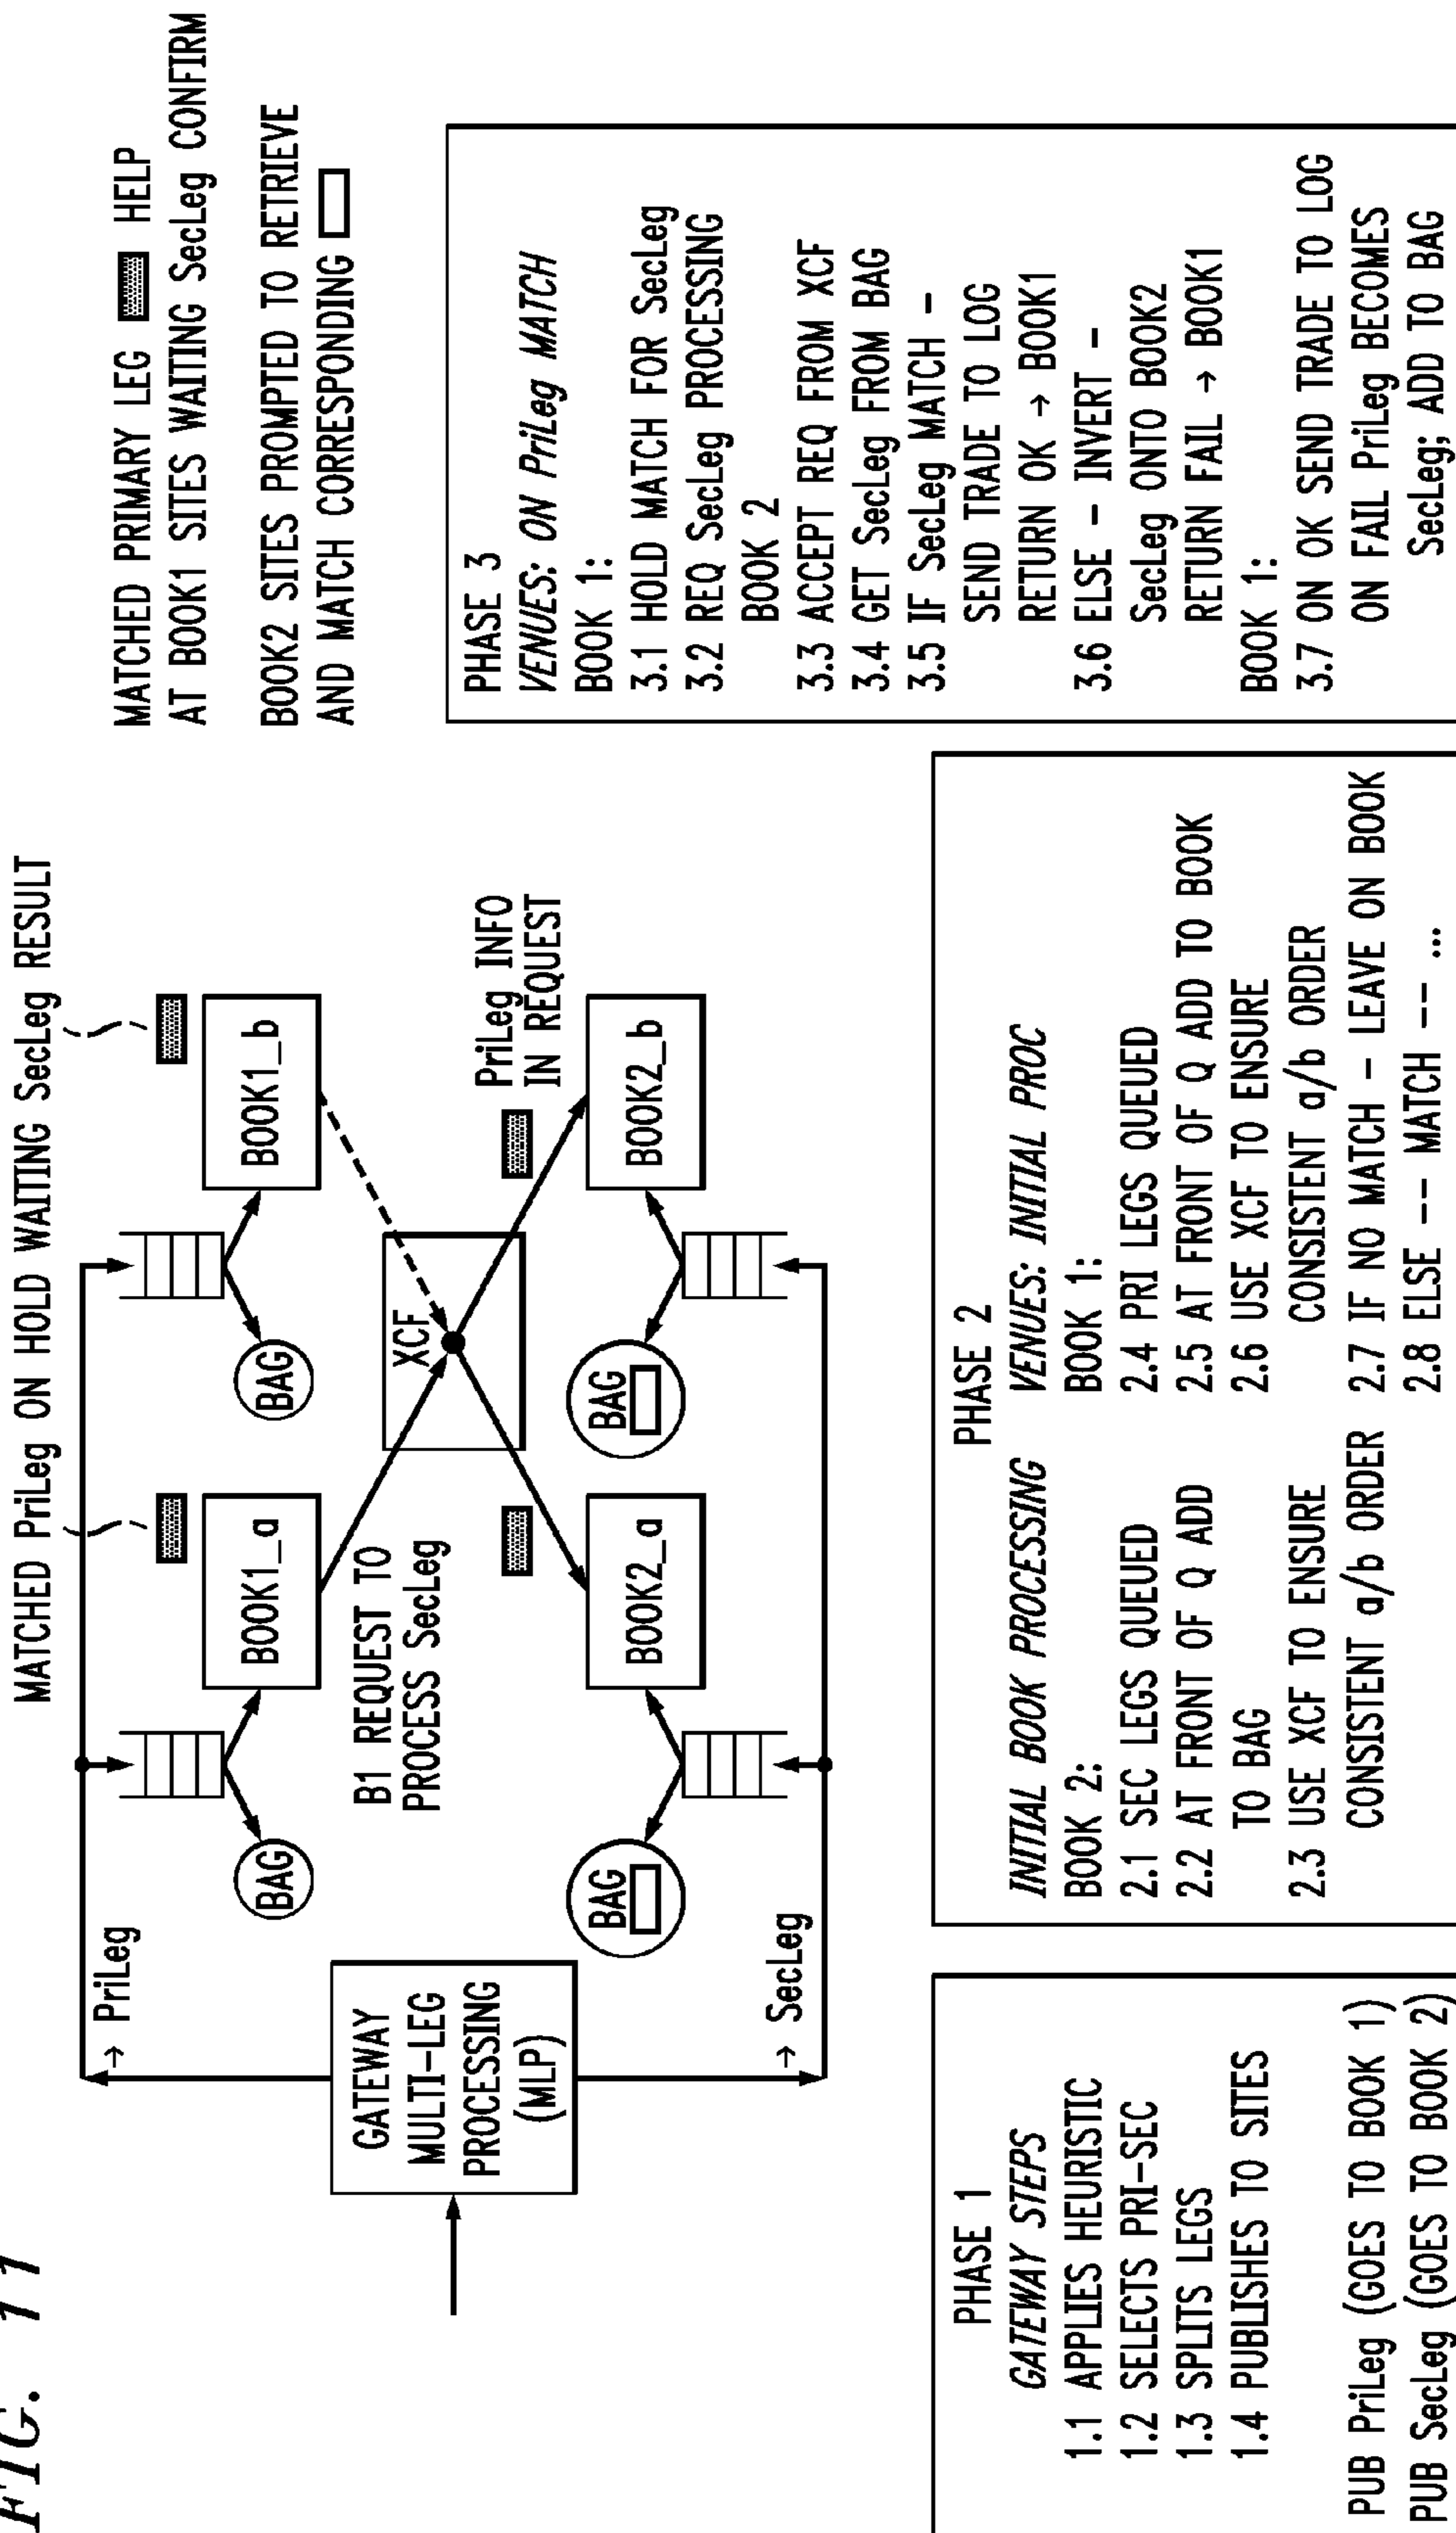 FIG. 11
MATCHED PriLeg ON HOLD WAITING SecLeg RESULT
→ PriLeg
BAG
BOOK1_a
BAG
BOOK1_b
GATEWAY
MULTI-LEG
PROCESSING
(MLP)
B1 REQUEST TO
PROCESS SecLeg
XCF
PriLeg INFO
IN REQUEST
BAG
BOOK2_a
BAG
BOOK2_b
→ SecLeg
MATCHED PRIMARY LEG HELP
AT BOOK1 SITES WAITING SecLeg CONFIRM
BOOK2 SITES PROMPTED TO RETRIEVE
AND MATCH CORRESPONDING
PHASE 1
GATEWAY STEPS
1.1 APPLIES HEURISTIC
1.2 SELECTS PRI-SEC
1.3 SPLITS LEGS
1.4 PUBLISHES TO SITES
PUB PriLeg (GOES TO BOOK 1)
PUB SecLeg (GOES TO BOOK 2)
PHASE 2
INITIAL BOOK PROCESSING
BOOK 2:
2.1 SEC LEGS QUEUED
2.2 AT FRONT OF Q ADD
TO BAG
2.3 USE XCF TO ENSURE
CONSISTENT a/b ORDER
VENUES: INITIAL PROC
BOOK 1:
2.4 PRI LEGS QUEUED
2.5 AT FRONT OF Q ADD TO BOOK
2.6 USE XCF TO ENSURE
CONSISTENT a/b ORDER
2.7 IF NO MATCH - LEAVE ON BOOK
2.8 ELSE -- MATCH -- ...
PHASE 3
VENUES: ON PriLeg MATCH
BOOK 1:
3.1 HOLD MATCH FOR SecLeg
3.2 REQ SecLeg PROCESSING
BOOK 2
3.3 ACCEPT REQ FROM XCF
3.4 GET SecLeg FROM BAG
3.5 IF SecLeg MATCH -
SEND TRADE TO LOG
RETURN OK → BOOK1
3.6 ELSE - INVERT -
SecLeg ONTO BOOK2
RETURN FAIL → BOOK1
BOOK 1:
3.7 ON OK SEND TRADE TO LOG
ON FAIL PriLeg BECOMES
SecLeg; ADD TO BAG